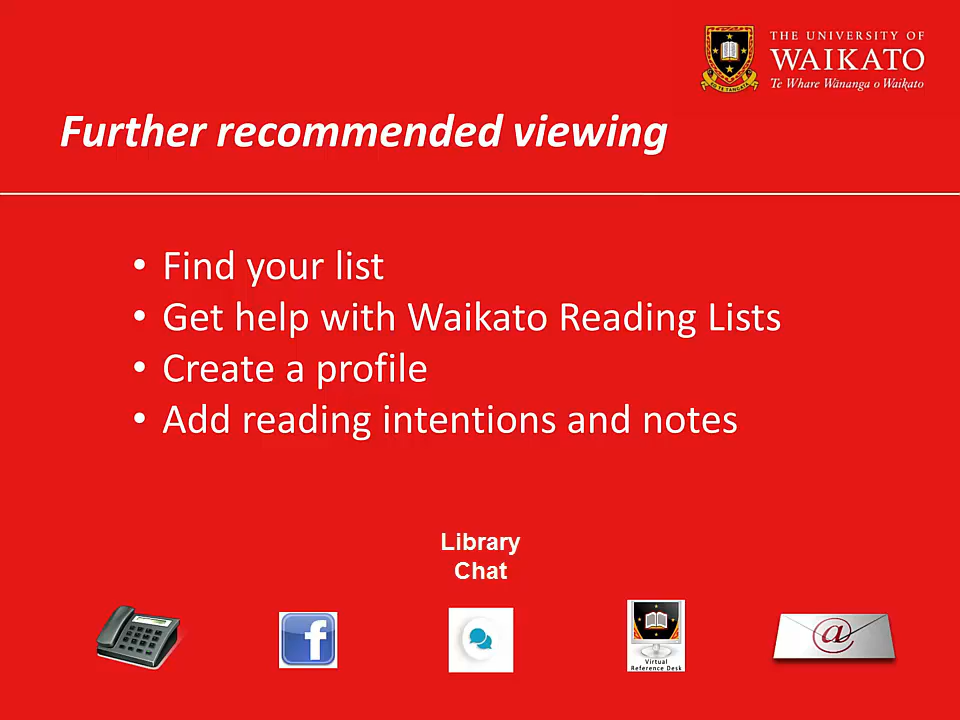 THE UNIVERSITY OF
WAIKATO
Te Whare Wānanga o Waikato
Further recommended viewing
• Find your list
• Get help with Waikato Reading Lists
• Create a profile
• Add reading intentions and notes
Library
Chat
f
Virtual
Reference Desk
@